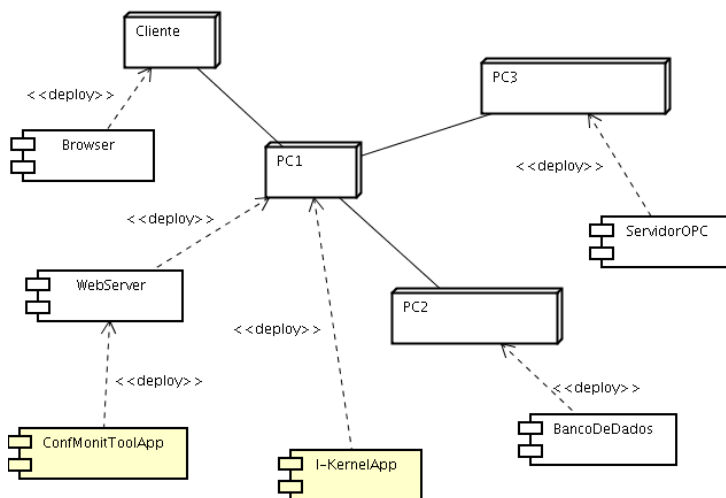 Cliente
PC3
<<deploy>>
Browser
PC1
<<deploy>>
<<deploy>>
ServidorOPC
WebServer
PC2
<<deploy>>
<<deploy>>
<<deploy>>
ConfMonitToolApp
I-KernelApp
BancoDeDados